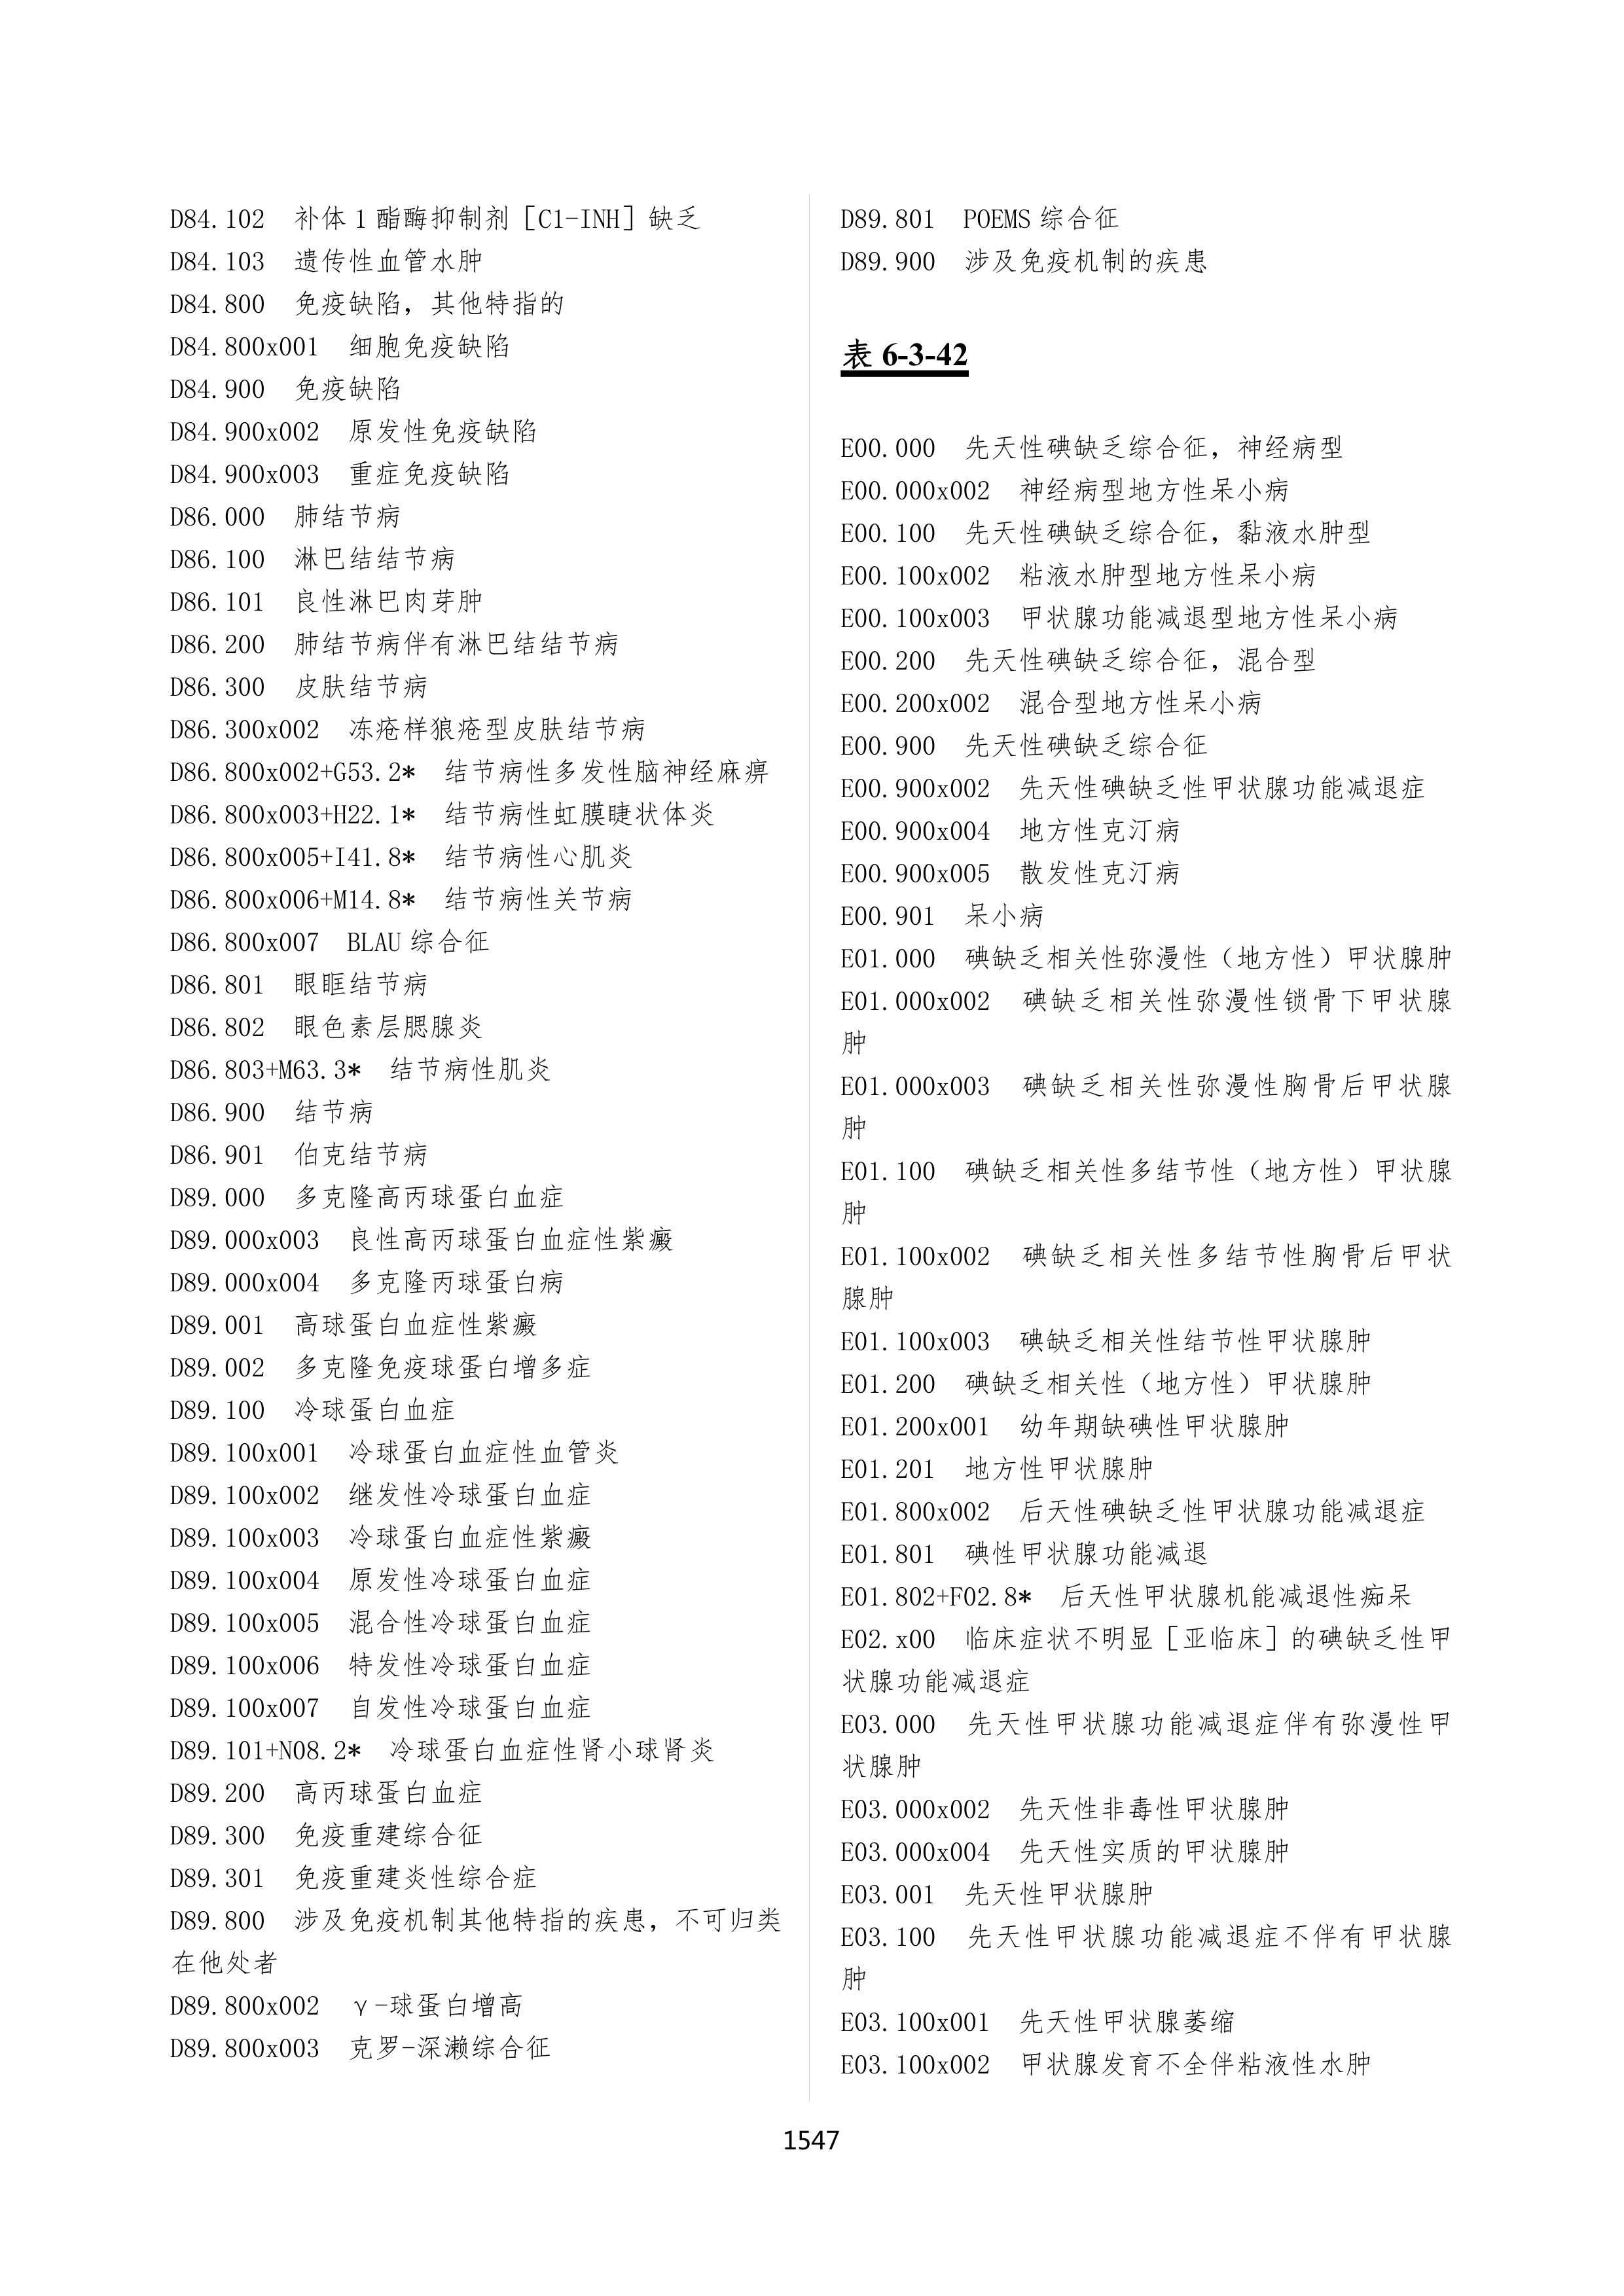 D84.102 补体1酯酶抑制剂［C1-INH］缺乏
D84.103 遗传性血管水肿
D84.800 免疫缺陷，其他特指的
D84.800x001 细胞免疫缺陷
D84.900 免疫缺陷
D84.900x002 原发性免疫缺陷
D84.900x003 重症免疫缺陷
D86.000 肺结节病
D86.100 淋巴结结节病
D86.101 良性淋巴肉芽肿
D86.200 肺结节病伴有淋巴结结节病
D86.300 皮肤结节病
D86.300x002 冻疮样狼疮型皮肤结节病
D86.800x002+G53.2* 结节病性多发性脑神经麻痹
D86.800x003+H22.1* 结节病性虹膜睫状体炎
D86.800x005+I41.8* 结节病性心肌炎
D86.800x006+M14.8* 结节病性关节病
D86.800x007 BLAU综合征
D86.801 眼眶结节病
D86.802 眼色素层腮腺炎
D86.803+M63.3* 结节病性肌炎
D86.900 结节病
D86.901 伯克结节病
D89.000 多克隆高丙球蛋白血症
D89.000x003 良性高丙球蛋白血症性紫癜
D89.000x004 多克隆丙球蛋白病
D89.001 高球蛋白血症性紫癜
D89.002 多克隆免疫球蛋白增多症
D89.100 冷球蛋白血症
D89.100x001 冷球蛋白血症性血管炎
D89.100x002 继发性冷球蛋白血症
D89.100x003 冷球蛋白血症性紫癜
D89.100x004 原发性冷球蛋白血症
D89.100x005 混合性冷球蛋白血症
D89.100x006 特发性冷球蛋白血症
D89.100x007 自发性冷球蛋白血症
D89.101+N08.2* 冷球蛋白血症性肾小球肾炎
D89.200 高丙球蛋白血症
D89.300 免疫重建综合征
D89.301 免疫重建炎性综合症
D89.800 涉及免疫机制其他特指的疾患，不可归类
在他处者
D89.800x002 γ-球蛋白增高
D89.800x003 克罗-深濑综合征
D89.801 POEMS综合征
D89.900 涉及免疫机制的疾患
表 6-3-42
E00.000 先天性碘缺乏综合征，神经病型
E00.000x002 神经病型地方性呆小病
E00.100 先天性碘缺乏综合征，黏液水肿型
E00.100x002 粘液水肿型地方性呆小病
E00.100x003 甲状腺功能减退型地方性呆小病
E00.200 先天性碘缺乏综合征，混合型
E00.200x002 混合型地方性呆小病
E00.900 先天性碘缺乏综合征
E00.900x002 先天性碘缺乏性甲状腺功能减退症
E00.900x004 地方性克汀病
E00.900x005 散发性克汀病
E00.901 呆小病
E01.000 碘缺乏相关性弥漫性（地方性）甲状腺肿
E01.000x002 碘缺乏相关性弥漫性锁骨下甲状腺
肿
E01.000x003 碘缺乏相关性弥漫性胸骨后甲状腺
肿
E01.100 碘缺乏相关性多结节性（地方性）甲状腺
肿
E01.100x002 碘缺乏相关性多结节性胸骨后甲状
腺肿
E01.100x003 碘缺乏相关性结节性甲状腺肿
E01.200 碘缺乏相关性（地方性）甲状腺肿
E01.200x001 幼年期缺碘性甲状腺肿
E01.201 地方性甲状腺肿
E01.800x002 后天性碘缺乏性甲状腺功能减退症
E01.801 碘性甲状腺功能减退
E01.802+F02.8* 后天性甲状腺机能减退性痴呆
E02.x00 临床症状不明显［亚临床］的碘缺乏性甲
状腺功能减退症
E03.000 先天性甲状腺功能减退症伴有弥漫性甲
状腺肿
E03.000x002 先天性非毒性甲状腺肿
E03.000x004 先天性实质的甲状腺肿
E03.001 先天性甲状腺肿
E03.100 先天性甲状腺功能减退症不伴有甲状腺
肿
E03.100x001 先天性甲状腺萎缩
E03.100x002 甲状腺发育不全伴粘液性水肿
1547